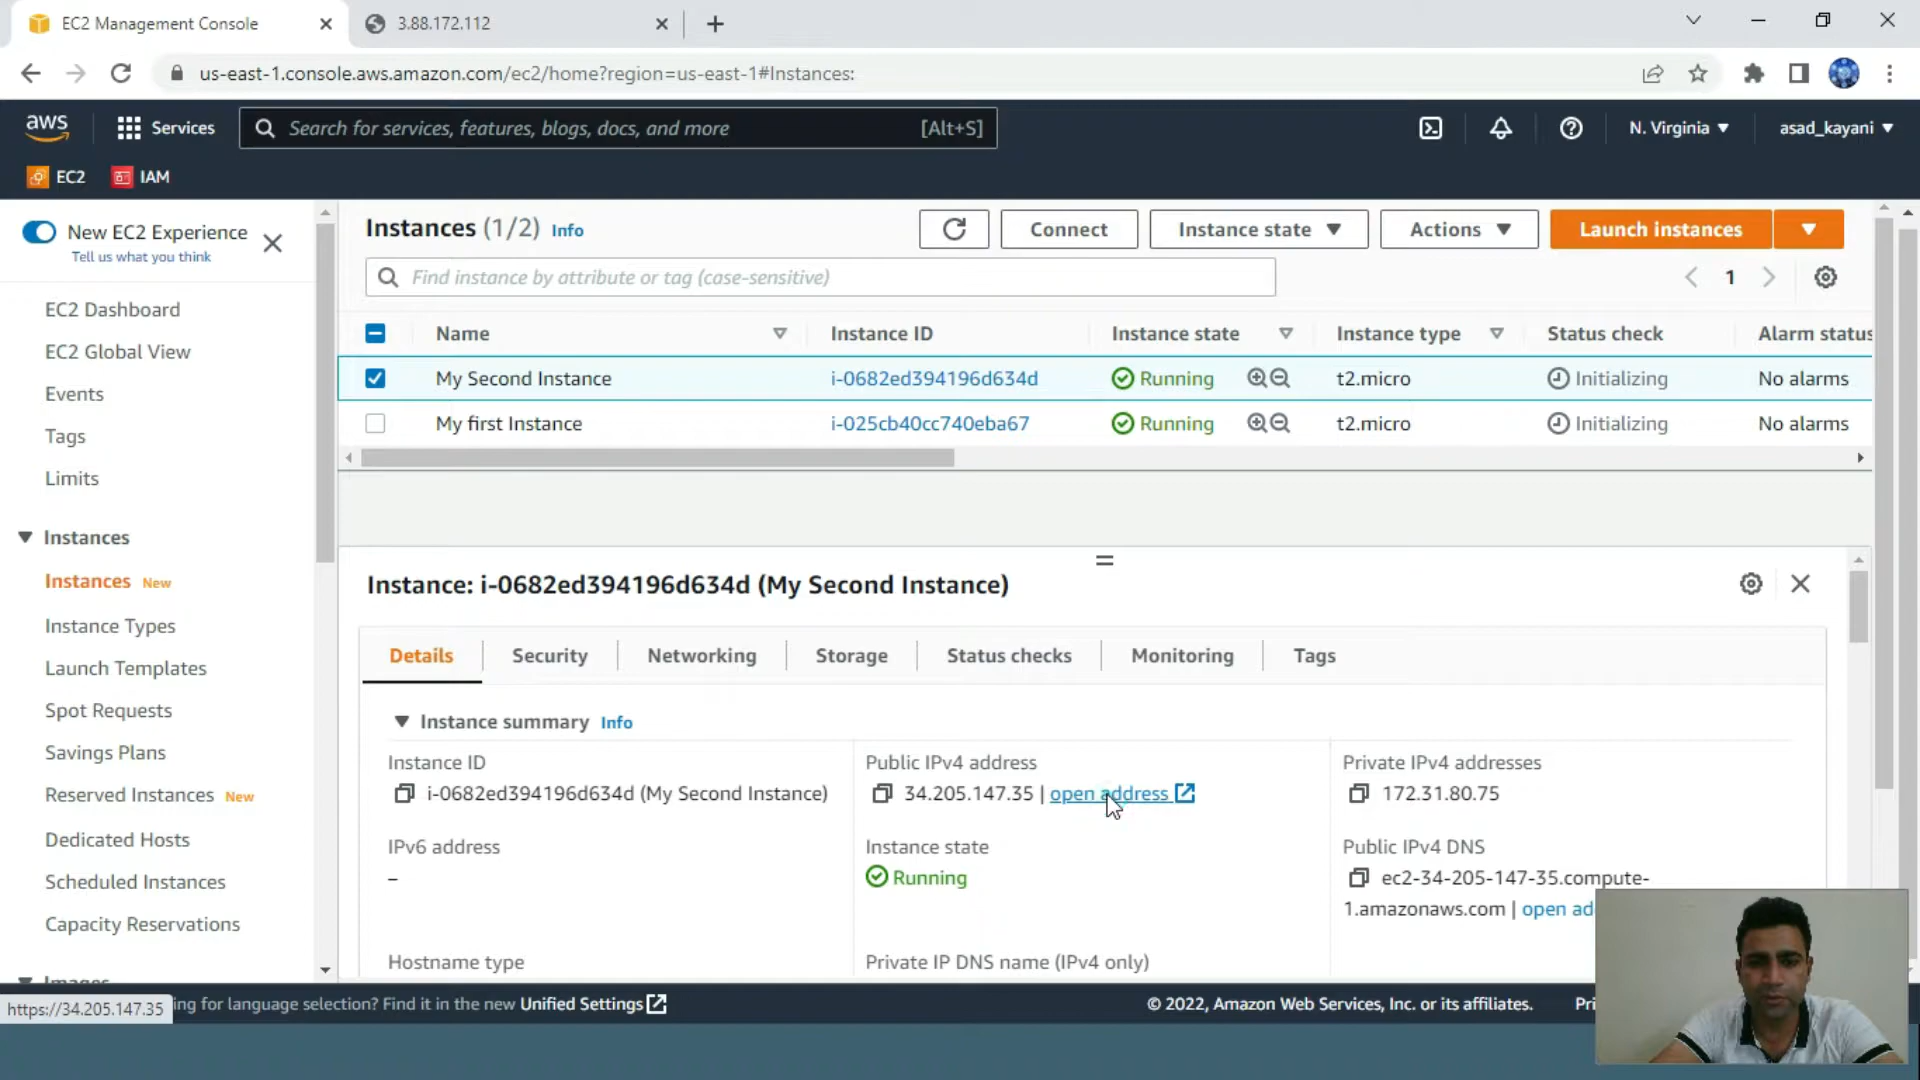 EC2 Management Console
3.88.172.112
us-east-1.console.aws.amazon.com/ec2/home?region=us-east-1#Instances:
aws
Services
Search for services, features, blogs, docs, and more
[Alt+S]
N. Virginia
asad_kayani
EC2
IAM
New EC2 Experience
Tell us what you think
EC2 Dashboard
EC2 Global View
Events
Tags
Limits
Instances
Instances New
Instance Types
Launch Templates
Spot Requests
Savings Plans
Reserved Instances New
Dedicated Hosts
Scheduled Instances
Capacity Reservations
Images
Instances (1/2) Info
Connect
Instance state
Actions
Launch instances
Find instance by attribute or tag (case-sensitive)
1
Name Instance ID Instance state Instance type Status check Alarm status
My Second Instance i-0682ed394196d634d Running t2.micro Initializing No alarms
My first Instance i-025cb40cc740eba67 Running t2.micro Initializing No alarms
Instance: i-0682ed394196d634d (My Second Instance)
Details Security Networking Storage Status checks Monitoring Tags
Instance summary Info
Instance ID
i-0682ed394196d634d (My Second Instance)
Public IPv4 address
34.205.147.35 | open address
Private IPv4 addresses
172.31.80.75
IPv6 address
–
Instance state
Running
Public IPv4 DNS
ec2-34-205-147-35.compute-
1.amazonaws.com | open ad
Hostname type
Private IP DNS name (IPv4 only)
https://34.205.147.35
ing for language selection? Find it in the new Unified Settings
© 2022, Amazon Web Services, Inc. or its affiliates.
Pri